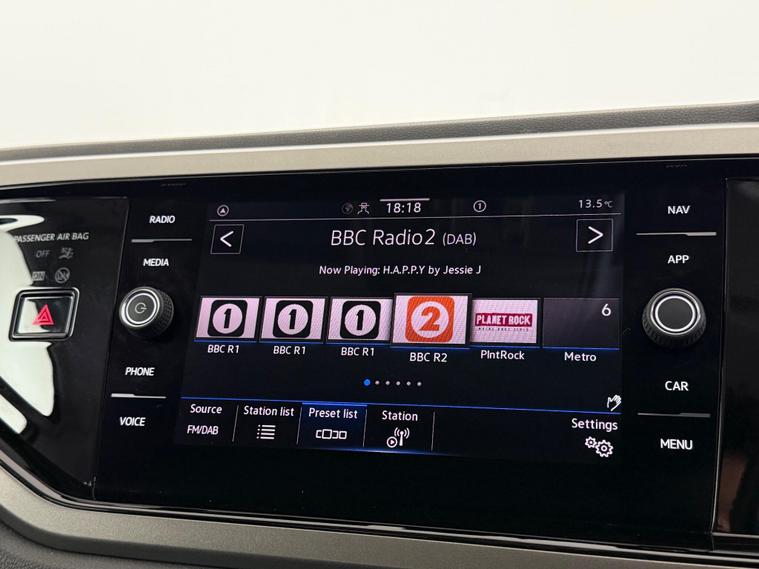 RADIO
MEDIA
PHONE
VOICE
PASSENGER AIR BAG
OFF
18:18
1
13.5°C
BBC Radio2 (DAB)
Now Playing: H.A.P.P.Y by Jessie J
1
1
1
2
PLANET ROCK
6
BBC R1
BBC R1
BBC R1
BBC R2
PlntRock
Metro
Source
FM/DAB
Station list
Preset list
Station
Settings
NAV
APP
CAR
MENU